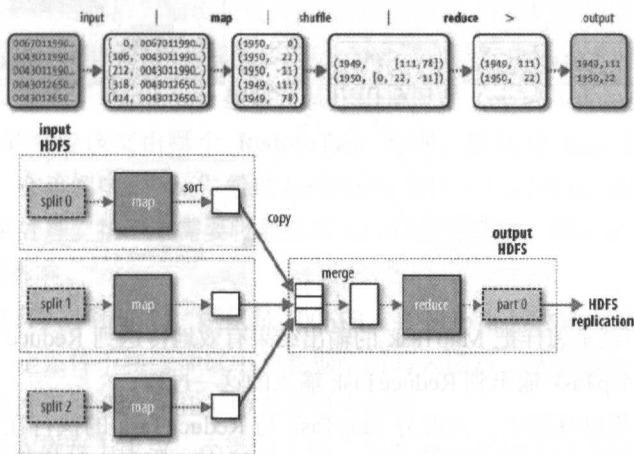 input | map | shuffle | reduce > output
0067011990… 0043011990… 0043011990… 0043012650… 0043012650…
( 0, 0067011990…) (106, 0043011990…) (212, 0043011990…) (318, 0043012650…) (424, 0043012650…)
(1950, 0) (1950, 22) (1950, -11) (1949, 111) (1949, 78)
(1949, [111,78]) (1950, [0, 22, -11])
(1949, 111) (1950, 22)
1949,111 1950,22
input
HDFS
split 0 map sort
copy
output
HDFS
split 1 map
merge
reduce part 0 HDFS
replication
split 2 map